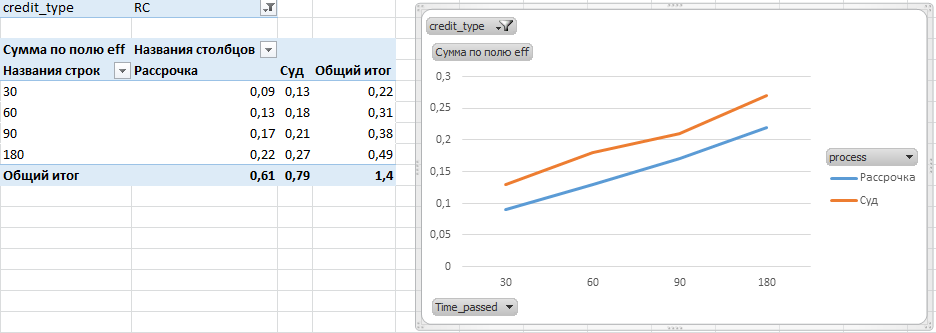 credit_type RC
Сумма по полю eff Названия столбцов
Названия строк Рассрочка Суд Общий итог
30 0,09 0,13 0,22
60 0,13 0,18 0,31
90 0,17 0,21 0,38
180 0,22 0,27 0,49
Общий итог 0,61 0,79 1,4
credit_type
Сумма по полю eff
0,3
0,25
0,2
0,15
0,1
0,05
0
30 60 90 180
process
Рассрочка
Суд
Time_passed